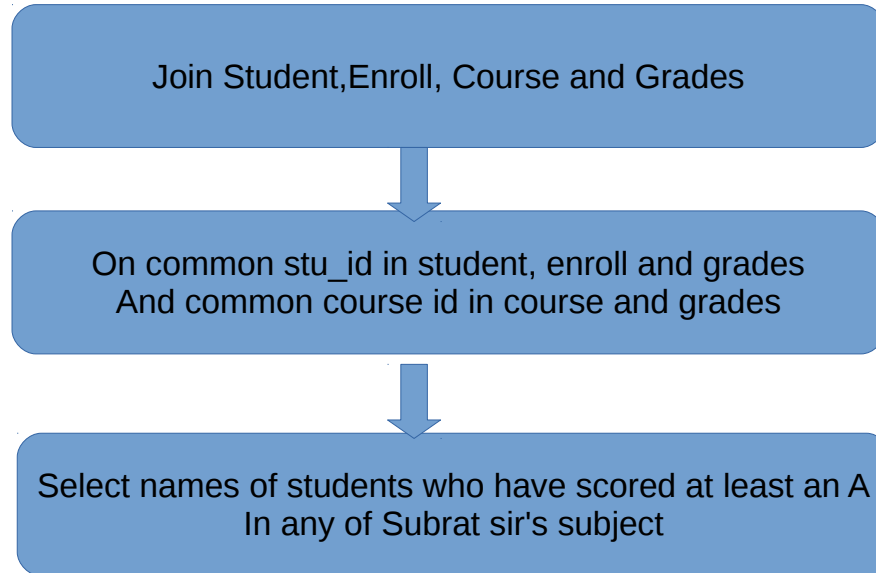 Join Student,Enroll, Course and Grades
On common stu_id in student, enroll and grades
And common course id in course and grades
Select names of students who have scored at least an A
In any of Subrat sir's subject